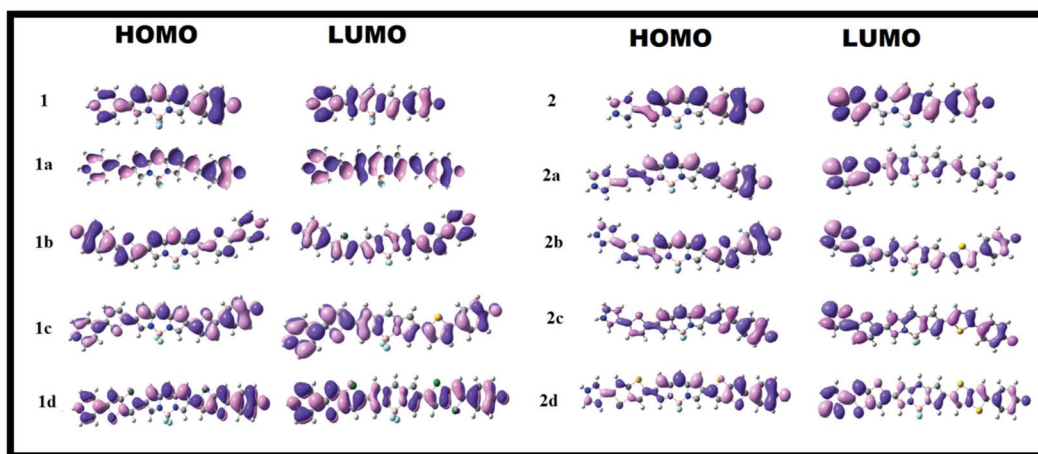 HOMO LUMO HOMO LUMO
1 2
1a 2a
1b 2b
1c 2c
1d 2d